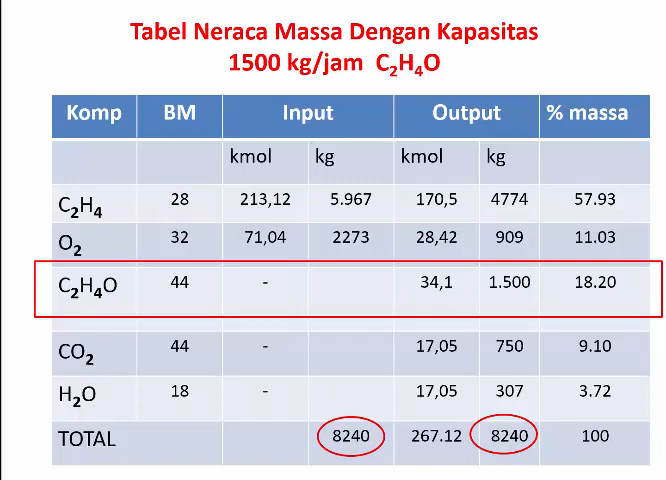 Tabel Neraca Massa Dengan Kapasitas
1500 kg/jam C₂H₄O
Komp BM Input Output % massa
kmol kg kmol kg
C₂H₄ 28 213,12 5.967 170,5 4774 57.93
O₂ 32 71,04 2273 28,42 909 11.03
C₂H₄O 44 - 34,1 1.500 18.20
CO₂ 44 - 17,05 750 9.10
H₂O 18 - 17,05 307 3.72
TOTAL 8240 267.12 8240 100